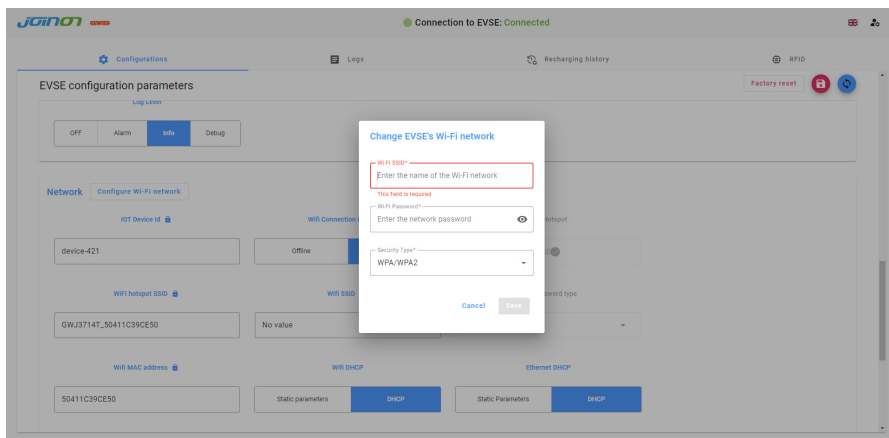 JOINON
Connection to EVSE: Connected
Configurations
Logs
Recharging history
RFID
EVSE configuration parameters
Factory reset
Log Level
OFF
Alarm
Info
Debug
Change EVSE's Wi-Fi network
Wi-Fi SSID*
Enter the name of the Wi-Fi network
This field is required
Wi-Fi Password*
Enter the network password
Security Type*
WPA/WPA2
Cancel
Save
Network
Configure Wi-Fi network
IOT Device Id
Wifi Connection
Hotspot
device-421
Offline
WiFi hotspot SSID
Wifi SSID
type
GWJ3714T_50411C39CE50
No value
Wifi MAC address
Wifi DHCP
Ethernet DHCP
50411C39CE50
Static parameters
DHCP
Static Parameters
DHCP